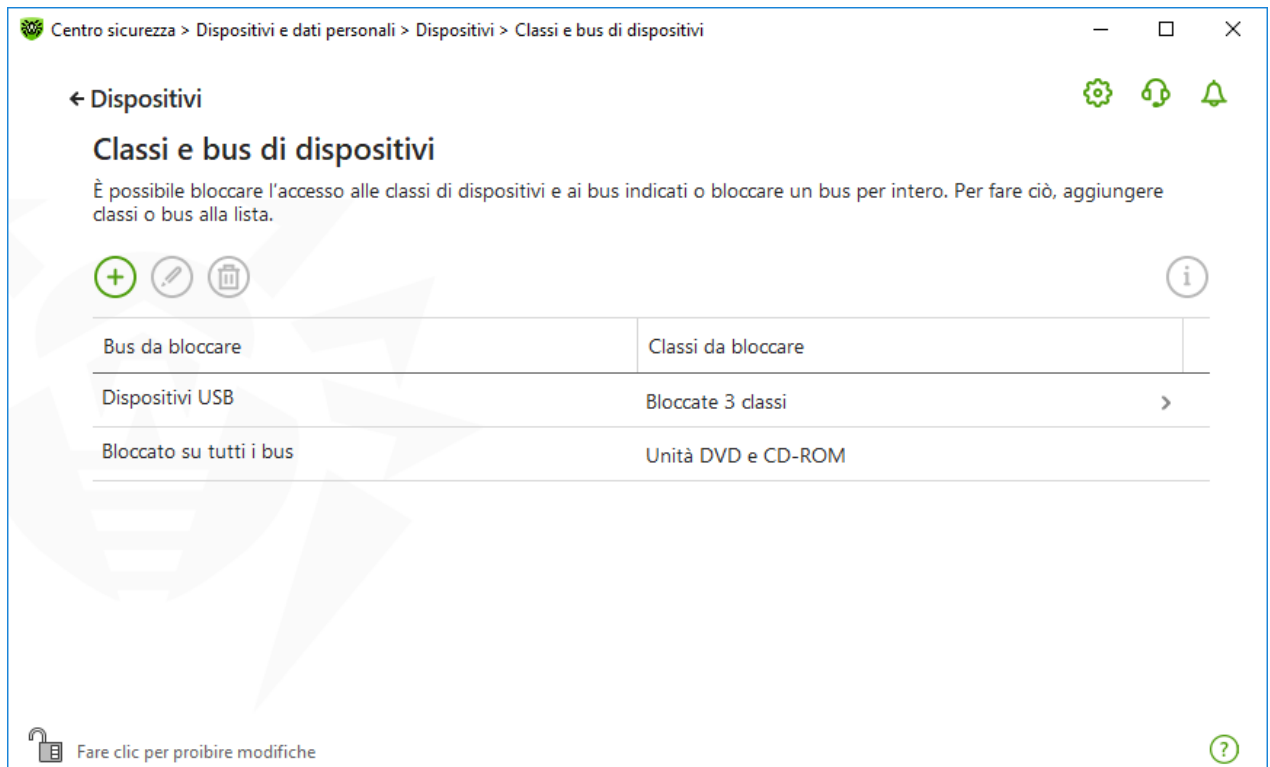 Centro sicurezza > Dispositivi e dati personali > Dispositivi > Classi e bus di dispositivi
Dispositivi
Classi e bus di dispositivi
È possibile bloccare l’accesso alle classi di dispositivi e ai bus indicati o bloccare un bus per intero. Per fare ciò, aggiungere
classi o bus alla lista.
Bus da bloccare Classi da bloccare
Dispositivi USB Bloccate 3 classi
Bloccato su tutti i bus Unità DVD e CD-ROM
Fare clic per proibire modifiche